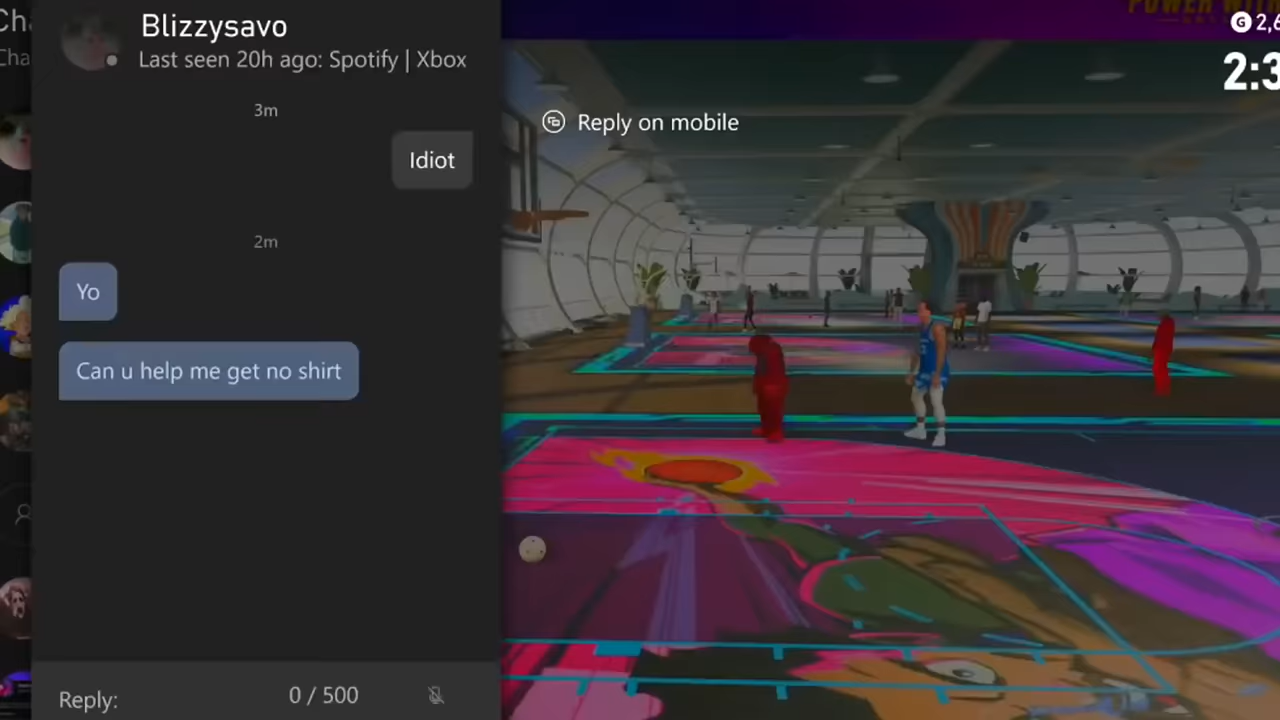 Blizzysavo
Last seen 20h ago: Spotify | Xbox
3m
Idiot
2m
Yo
Can u help me get no shirt
Reply:
0 / 500
Reply on mobile
POWER